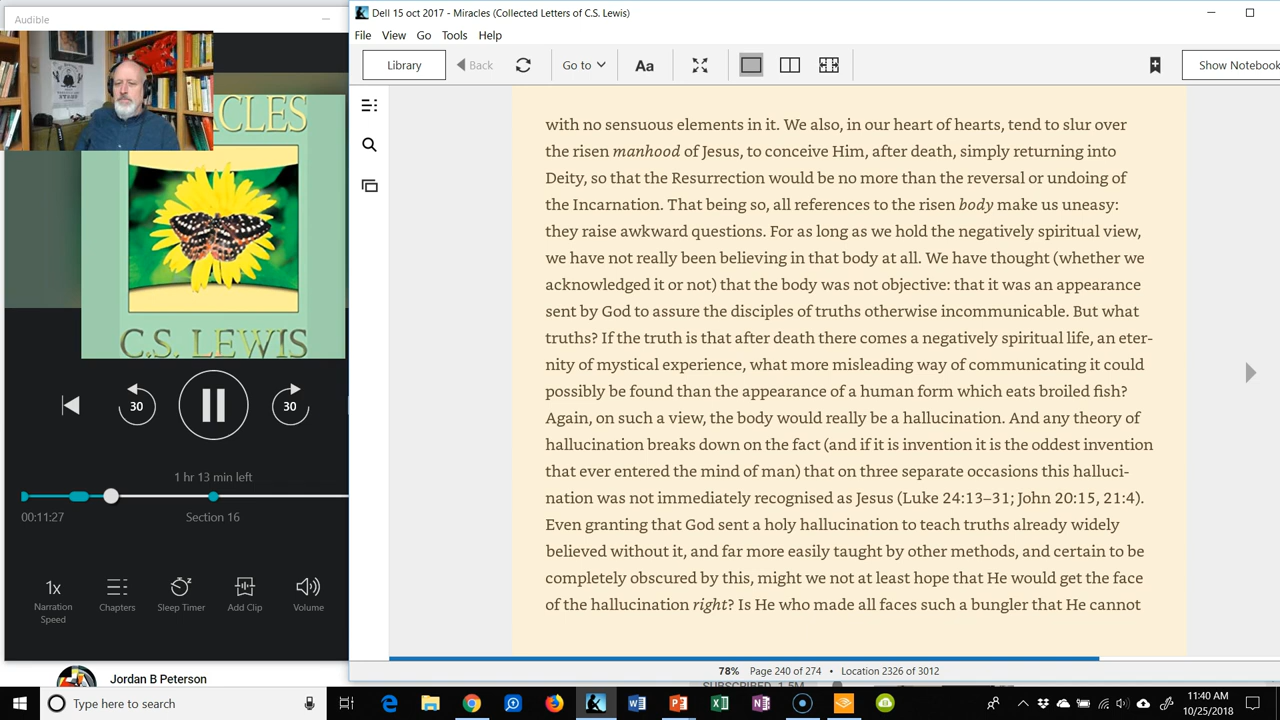 Audible
Dell 15 oct 2017 - Miracles (Collected Letters of C.S. Lewis)
File View Go Tools Help
Library
Back
Go to
Aa
Show Notebook
ACLES
C.S. LEWIS
30
30
1 hr 13 min left
00:11:27
Section 16
1x
Narration
Speed
Chapters
Sleep Timer
Add Clip
Volume
Jordan B Peterson
with no sensuous elements in it. We also, in our heart of hearts, tend to slur over
the risen manhood of Jesus, to conceive Him, after death, simply returning into
Deity, so that the Resurrection would be no more than the reversal or undoing of
the Incarnation. That being so, all references to the risen body make us uneasy:
they raise awkward questions. For as long as we hold the negatively spiritual view,
we have not really been believing in that body at all. We have thought (whether we
acknowledged it or not) that the body was not objective: that it was an appearance
sent by God to assure the disciples of truths otherwise incommunicable. But what
truths? If the truth is that after death there comes a negatively spiritual life, an eter-
nity of mystical experience, what more misleading way of communicating it could
possibly be found than the appearance of a human form which eats broiled fish?
Again, on such a view, the body would really be a hallucination. And any theory of
hallucination breaks down on the fact (and if it is invention it is the oddest invention
that ever entered the mind of man) that on three separate occasions this halluci-
nation was not immediately recognised as Jesus (Luke 24:13–31; John 20:15, 21:4).
Even granting that God sent a holy hallucination to teach truths already widely
believed without it, and far more easily taught by other methods, and certain to be
completely obscured by this, might we not at least hope that He would get the face
of the hallucination right? Is He who made all faces such a bungler that He cannot
78% Page 240 of 274 • Location 2326 of 3012
SUBSCRIBED 1.5M
Type here to search
11:40 AM
10/25/2018